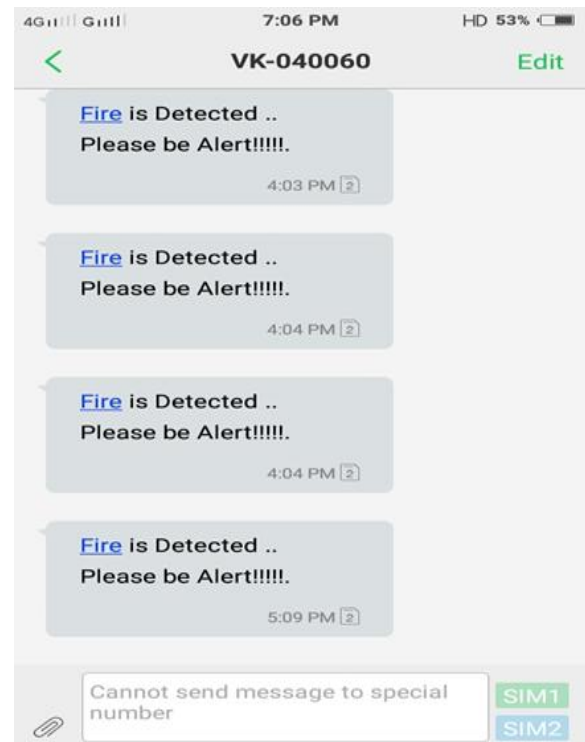 4G G
7:06 PM
HD 53%
VK-040060
Edit
Fire is Detected ..
Please be Alert!!!!!.
4:03 PM 2
Fire is Detected ..
Please be Alert!!!!!.
4:04 PM 2
Fire is Detected ..
Please be Alert!!!!!.
4:04 PM 2
Fire is Detected ..
Please be Alert!!!!!.
5:09 PM 2
Cannot send message to special
number
SIM1
SIM2